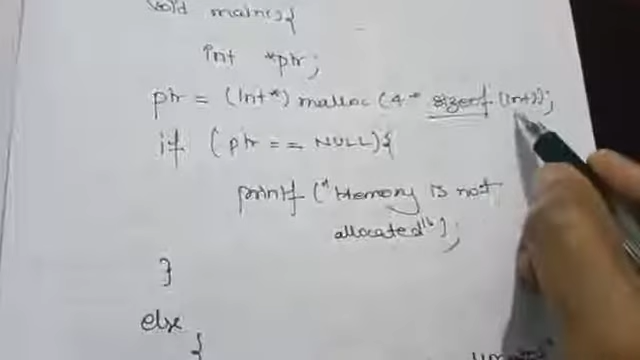 void main(){
int *ptr;
ptr = (int*) malloc (4 * sizeof (int));
if (ptr == NULL){
printf ("Memory is not
allocated");
}
else
{